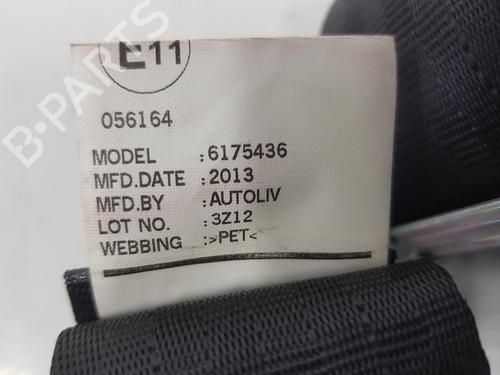 E11
056164
MODEL :6175436
MFD.DATE :2013
MFD.BY :AUTOLIV
LOT NO. :3Z12
WEBBING :>PET<
B-PARTS